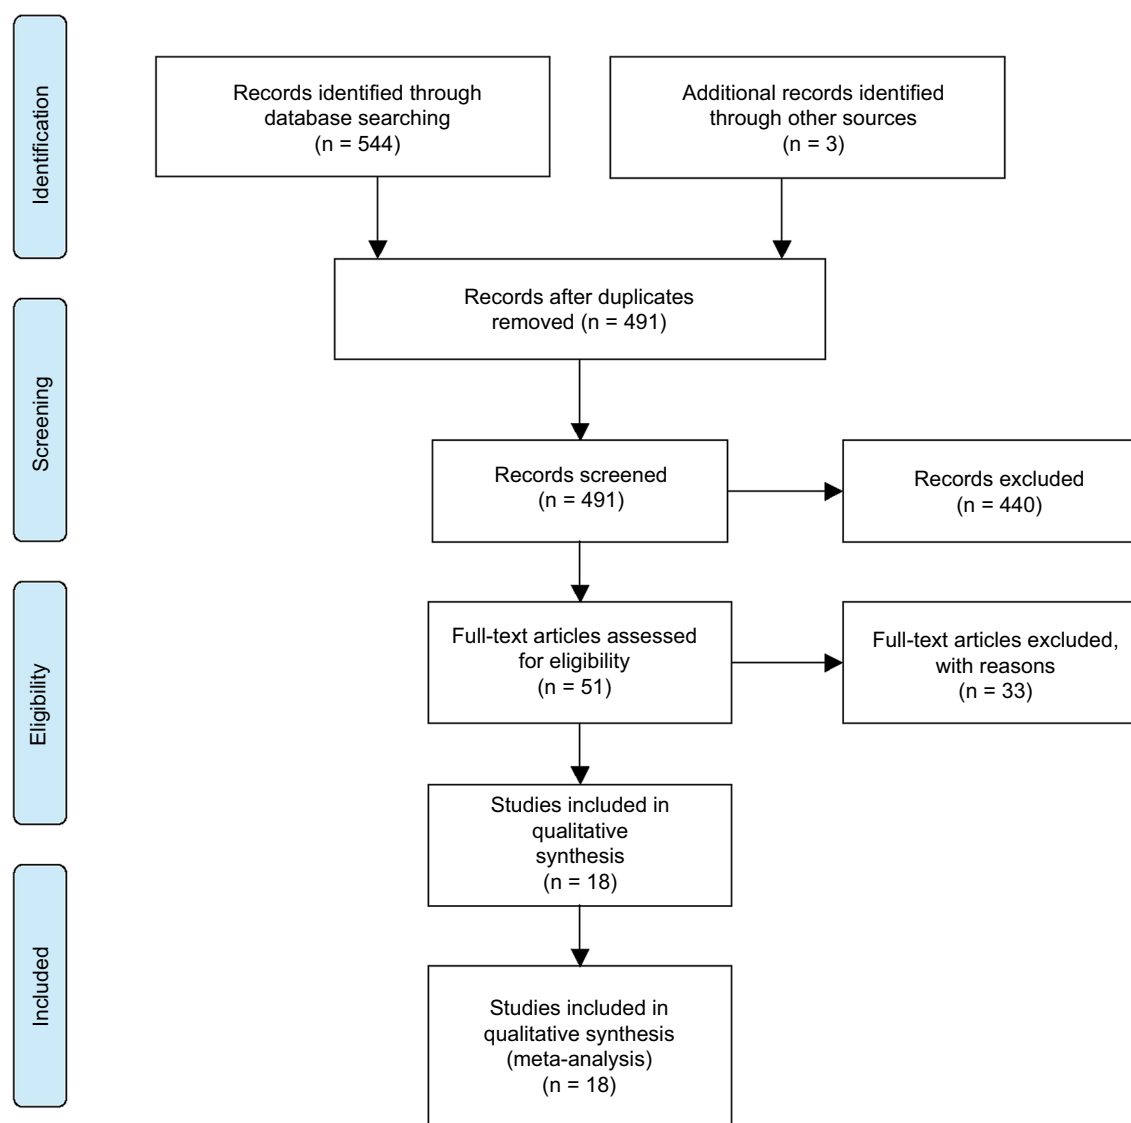 Identification
Records identified through
database searching
(n = 544)
Additional records identified
through other sources
(n = 3)
Records after duplicates
removed (n = 491)
Screening
Records screened
(n = 491)
Records excluded
(n = 440)
Eligibility
Full-text articles assessed
for eligibility
(n = 51)
Full-text articles excluded,
with reasons
(n = 33)
Studies included in
qualitative
synthesis
(n = 18)
Included
Studies included in
qualitative synthesis
(meta-analysis)
(n = 18)